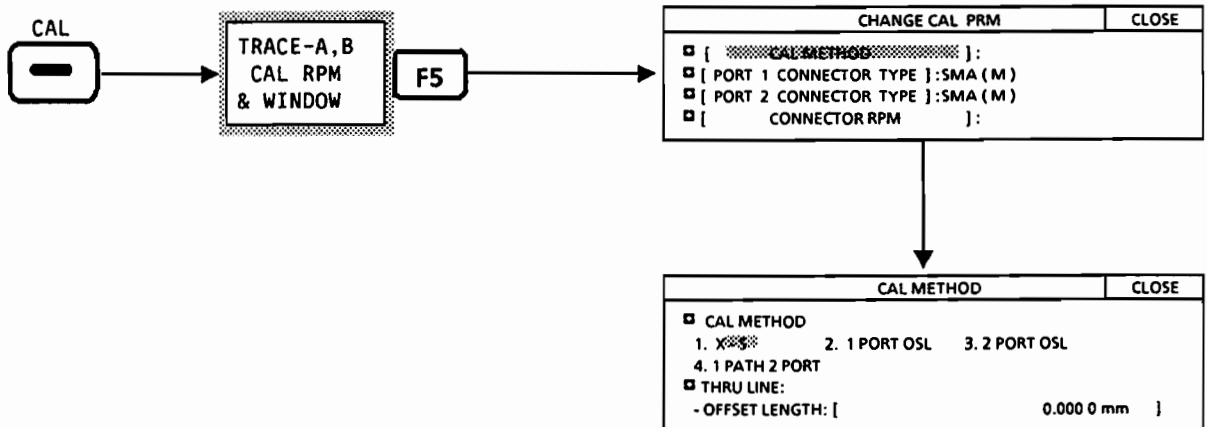 CAL
TRACE-A,B
CAL RPM
& WINDOW
F5
CHANGE CAL PRM CLOSE
[ CAL METHOD ]:
[ PORT 1 CONNECTOR TYPE ]:SMA(M)
[ PORT 2 CONNECTOR TYPE ]:SMA(M)
[ CONNECTOR RPM ]:
CAL METHOD CLOSE
CAL METHOD
1. X-S 2. 1 PORT OSL 3. 2 PORT OSL
4. 1 PATH 2 PORT
THRU LINE:
- OFFSET LENGTH: [ 0.000 0 mm ]